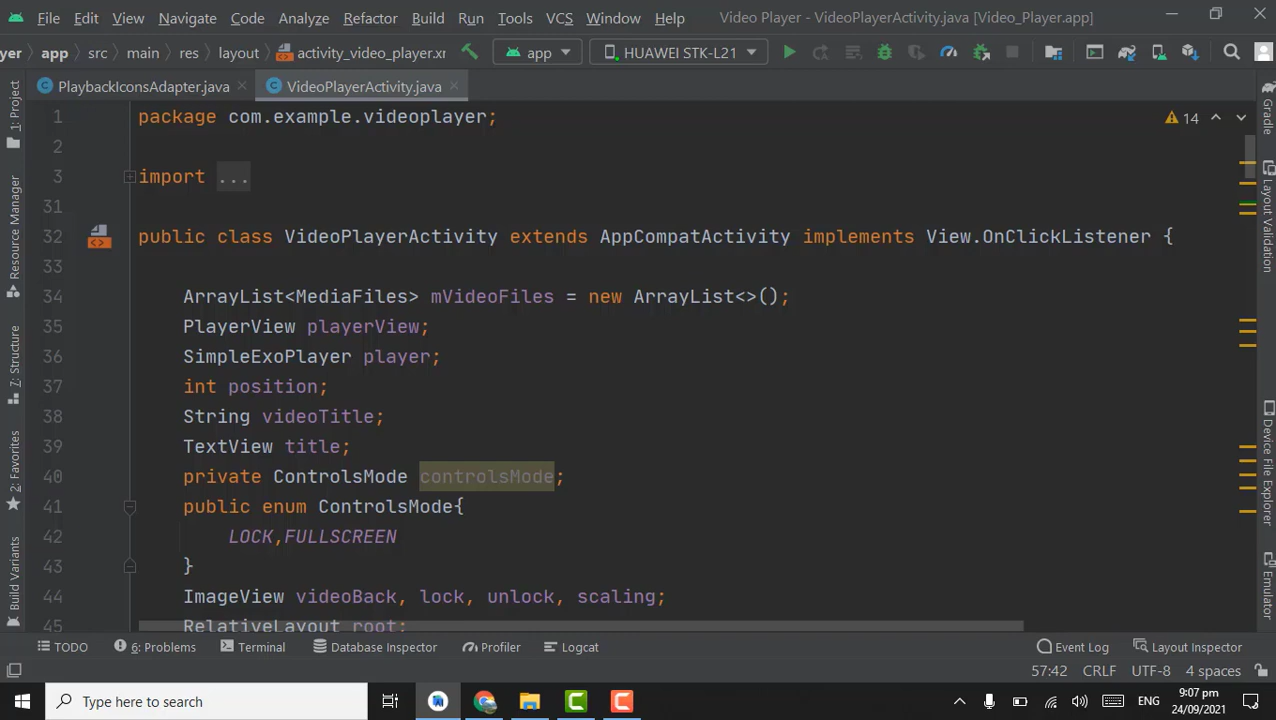 File Edit View Navigate Code Analyze Refactor Build Run Tools VCS Window Help Video Player - VideoPlayerActivity.java [Video_Player.app]
yer app src main res layout activity_video_player.xr app HUAWEI STK-L21
PlaybackIconsAdapter.java VideoPlayerActivity.java
1: Project
Resource Manager
7: Structure
2: Favorites
Build Variants
1 package com.example.videoplayer; 14
2
3 import ...
31
32 public class VideoPlayerActivity extends AppCompatActivity implements View.OnClickListener {
33
34 ArrayList<MediaFiles> mVideoFiles = new ArrayList<>();
35 PlayerView playerView;
36 SimpleExoPlayer player;
37 int position;
38 String videoTitle;
39 TextView title;
40 private ControlsMode controlsMode;
41 public enum ControlsMode{
42 LOCK,FULLSCREEN
43 }
44 ImageView videoBack, lock, unlock, scaling;
45 RelativeLayout root;
Gradle
Layout Validation
Device File Explorer
Emulator
TODO 6: Problems Terminal Database Inspector Profiler Logcat Event Log Layout Inspector
57:42 CRLF UTF-8 4 spaces
Type here to search ENG 9:07 pm
24/09/2021